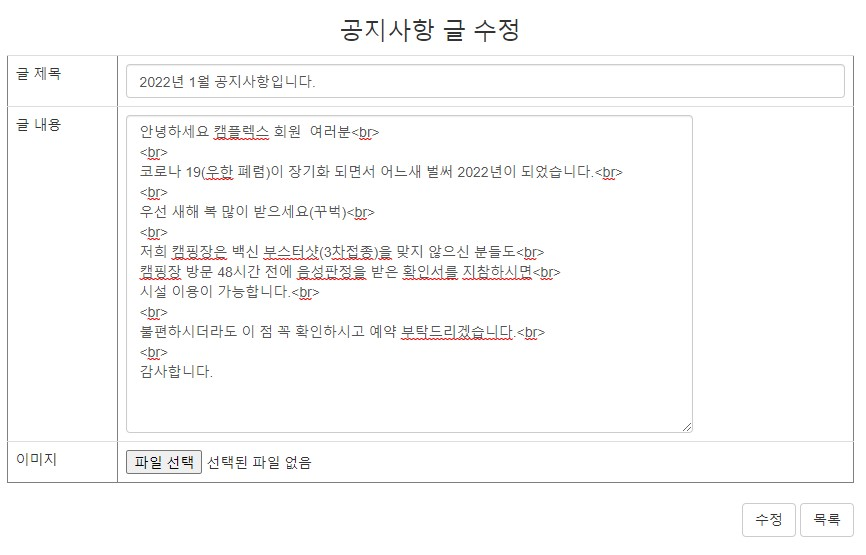 공지사항 글 수정
글 제목
2022년 1월 공지사항입니다.
글 내용
안녕하세요 캠플렉스 회원  여러분<br>
<br>
코로나 19(우한 폐렴)이 장기화 되면서 어느새 벌써 2022년이 되었습니다.<br>
<br>
우선 새해 복 많이 받으세요(꾸벅)<br>
<br>
저희 캠핑장은 백신 부스터샷(3차접종)을 맞지 않으신 분들도<br>
캠핑장 방문 48시간 전에 음성판정을 받은 확인서를 지참하시면<br>
시설 이용이 가능합니다.<br>
<br>
불편하시더라도 이 점 꼭 확인하시고 예약 부탁드리겠습니다.<br>
<br>
감사합니다.
이미지
파일 선택 선택된 파일 없음
수정 목록